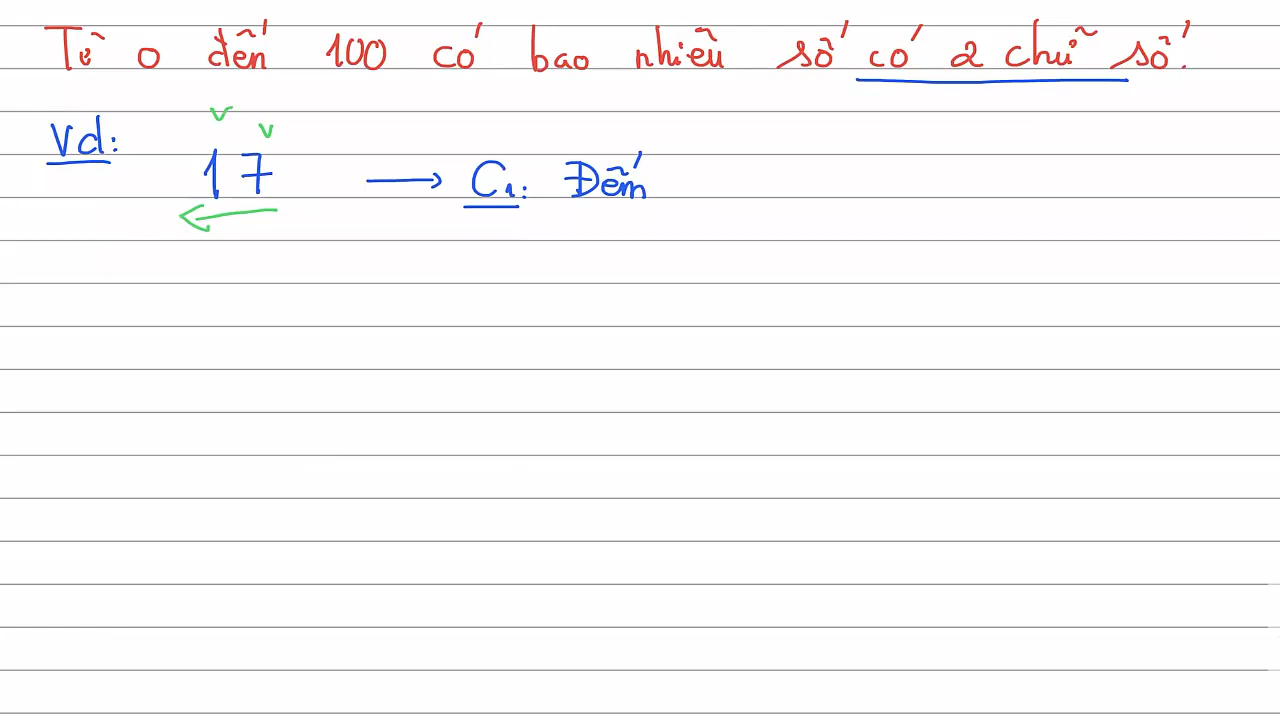 Từ 0 đến 100 có bao nhiêu số có 2 chữ số?
Vd: 17 → C1: Đếm